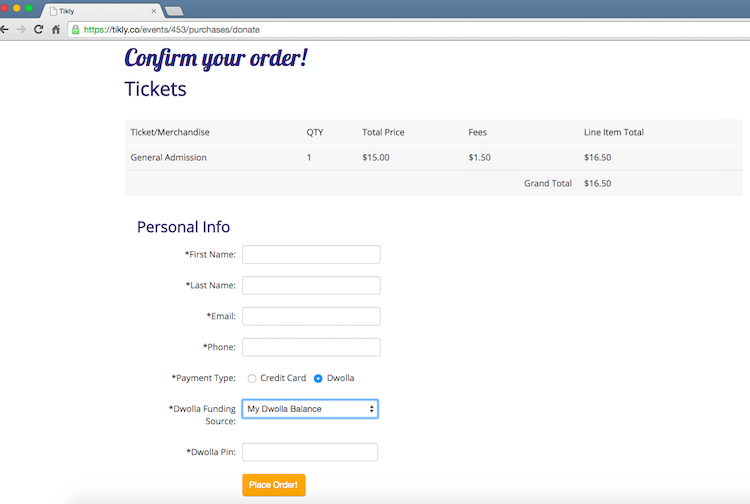 Tikly
https://tikly.co/events/453/purchases/donate
Confirm your order!
Tickets
Ticket/Merchandise QTY Total Price Fees Line Item Total
General Admission 1 $15.00 $1.50 $16.50
Grand Total $16.50
Personal Info
*First Name:
*Last Name:
*Email:
*Phone:
*Payment Type: Credit Card Dwolla
*Dwolla Funding My Dwolla Balance
Source:
*Dwolla Pin:
Place Order!